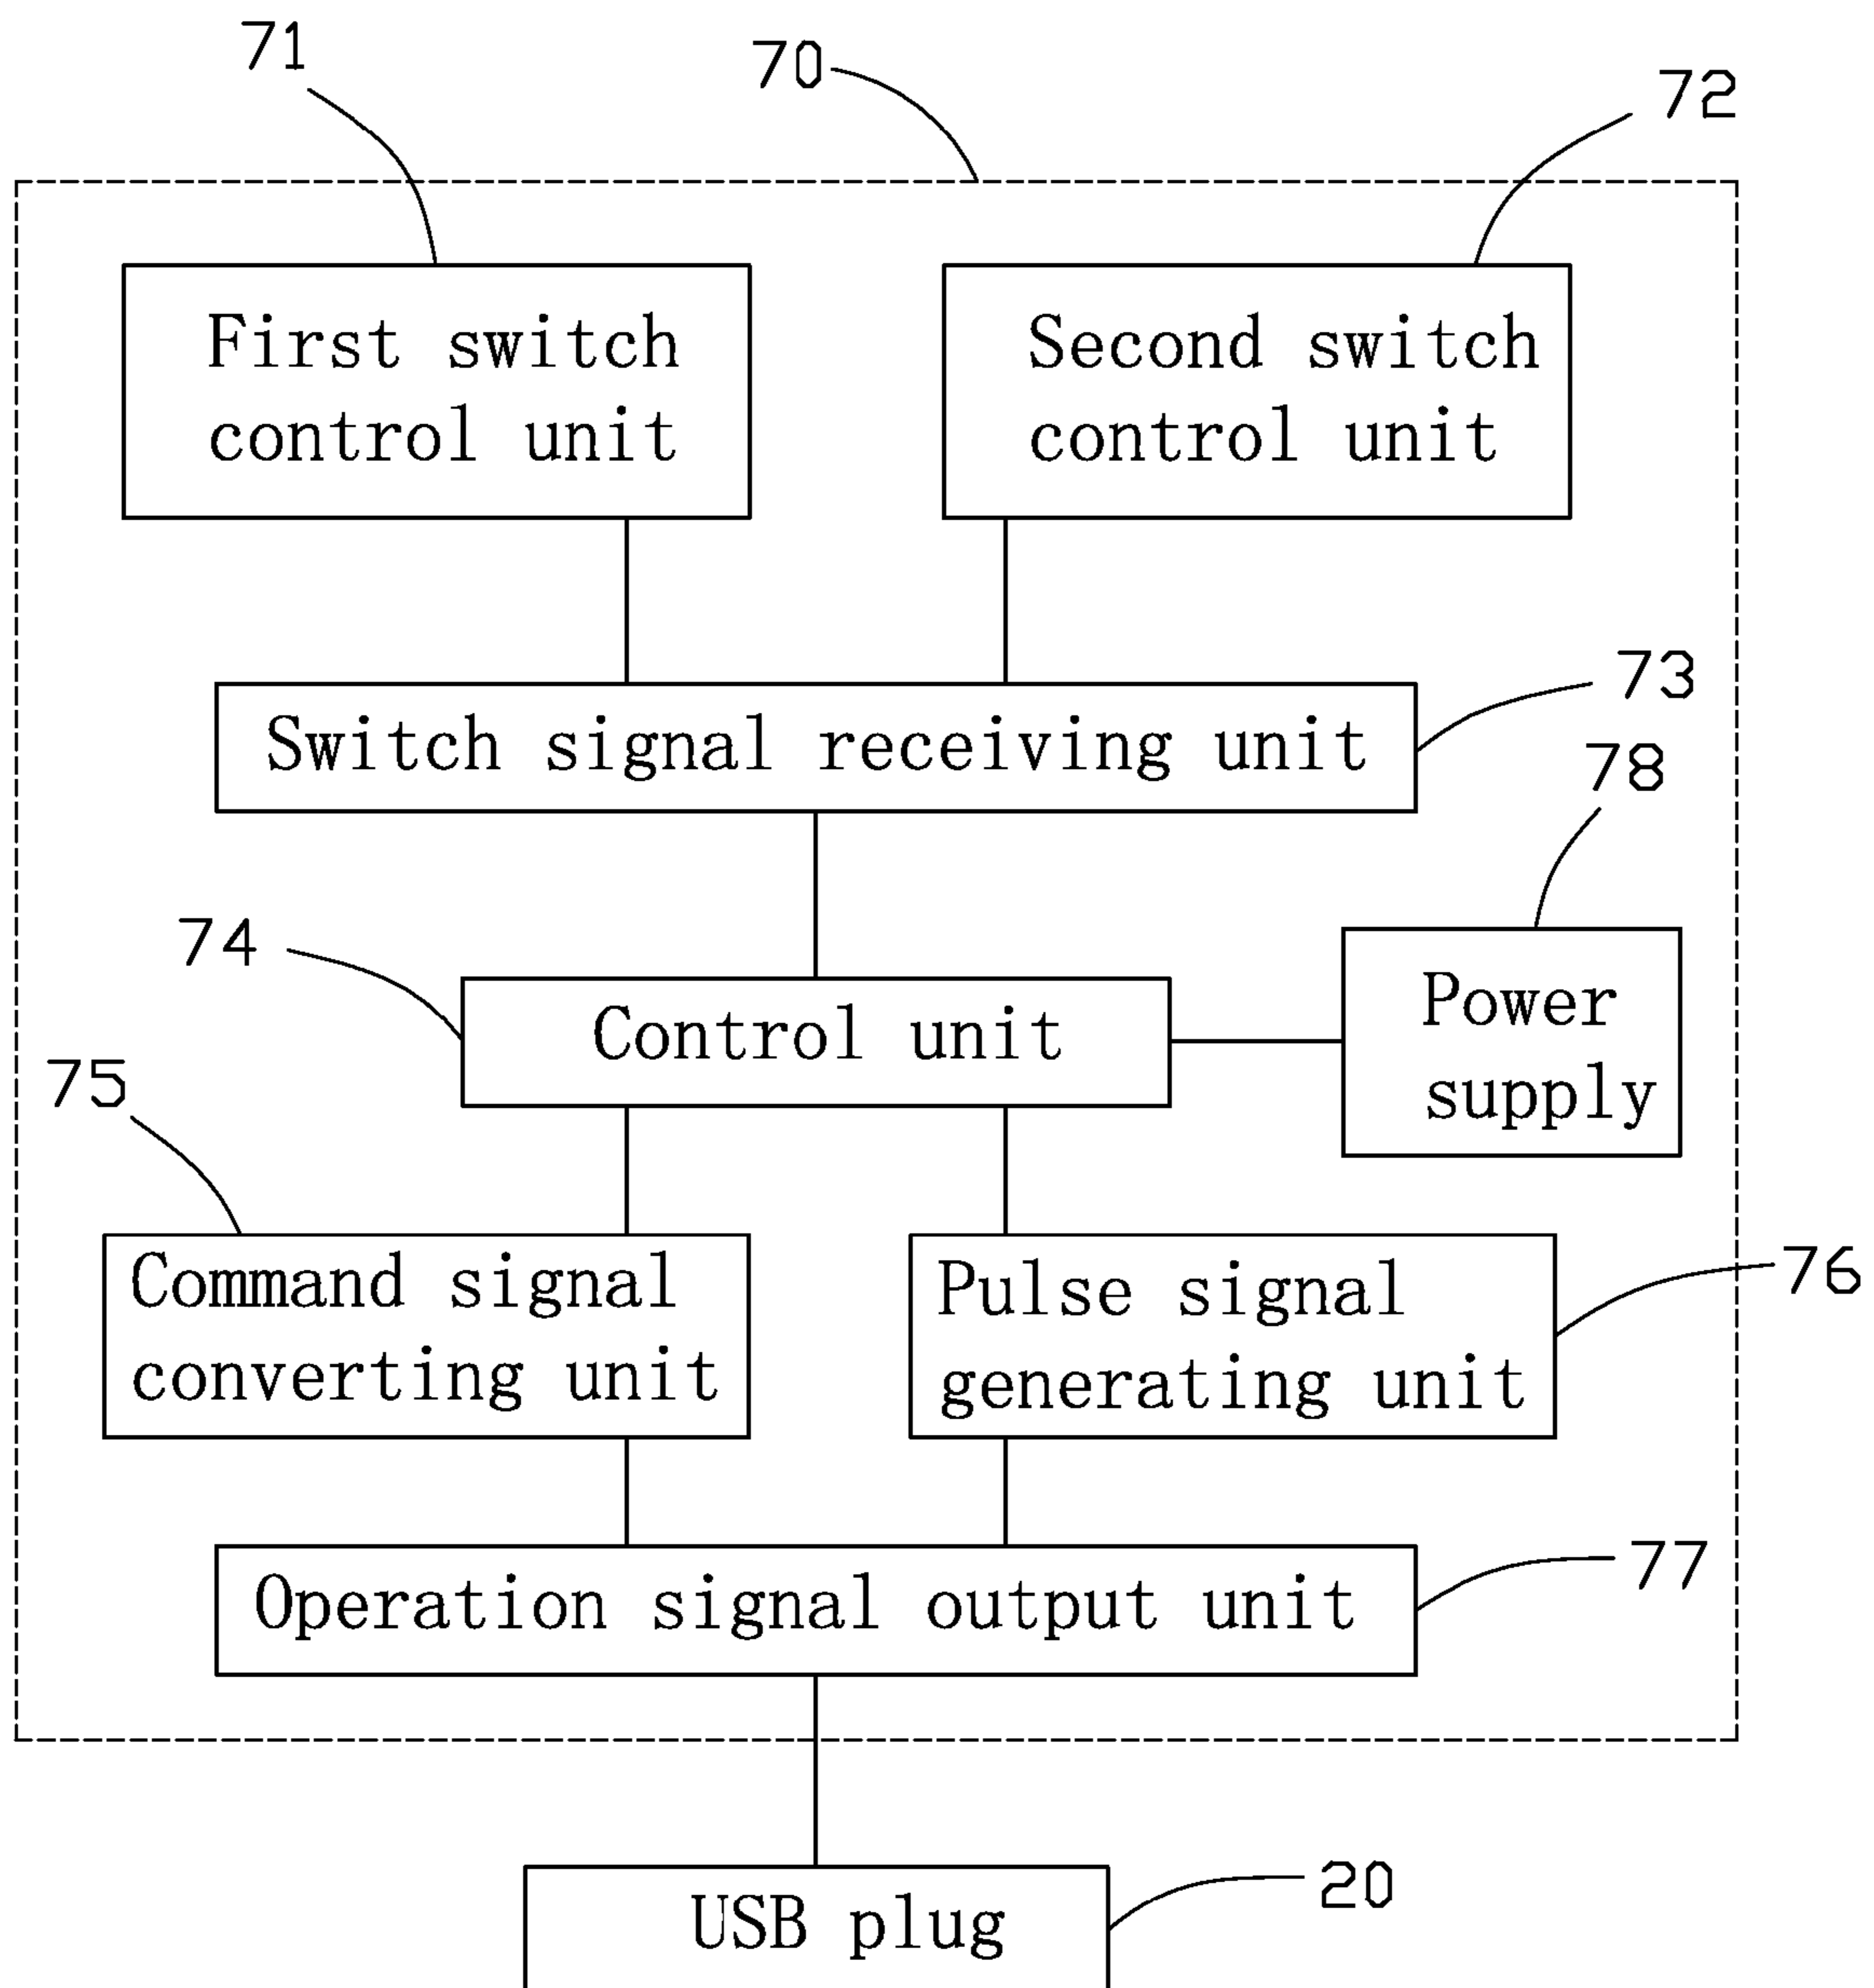 71
70
72
First switch
control unit
Second switch
control unit
73
Switch signal receiving unit
78
74
Control unit
Power
supply
75
Command signal
converting unit
Pulse signal
generating unit
76
77
Operation signal output unit
20
USB plug